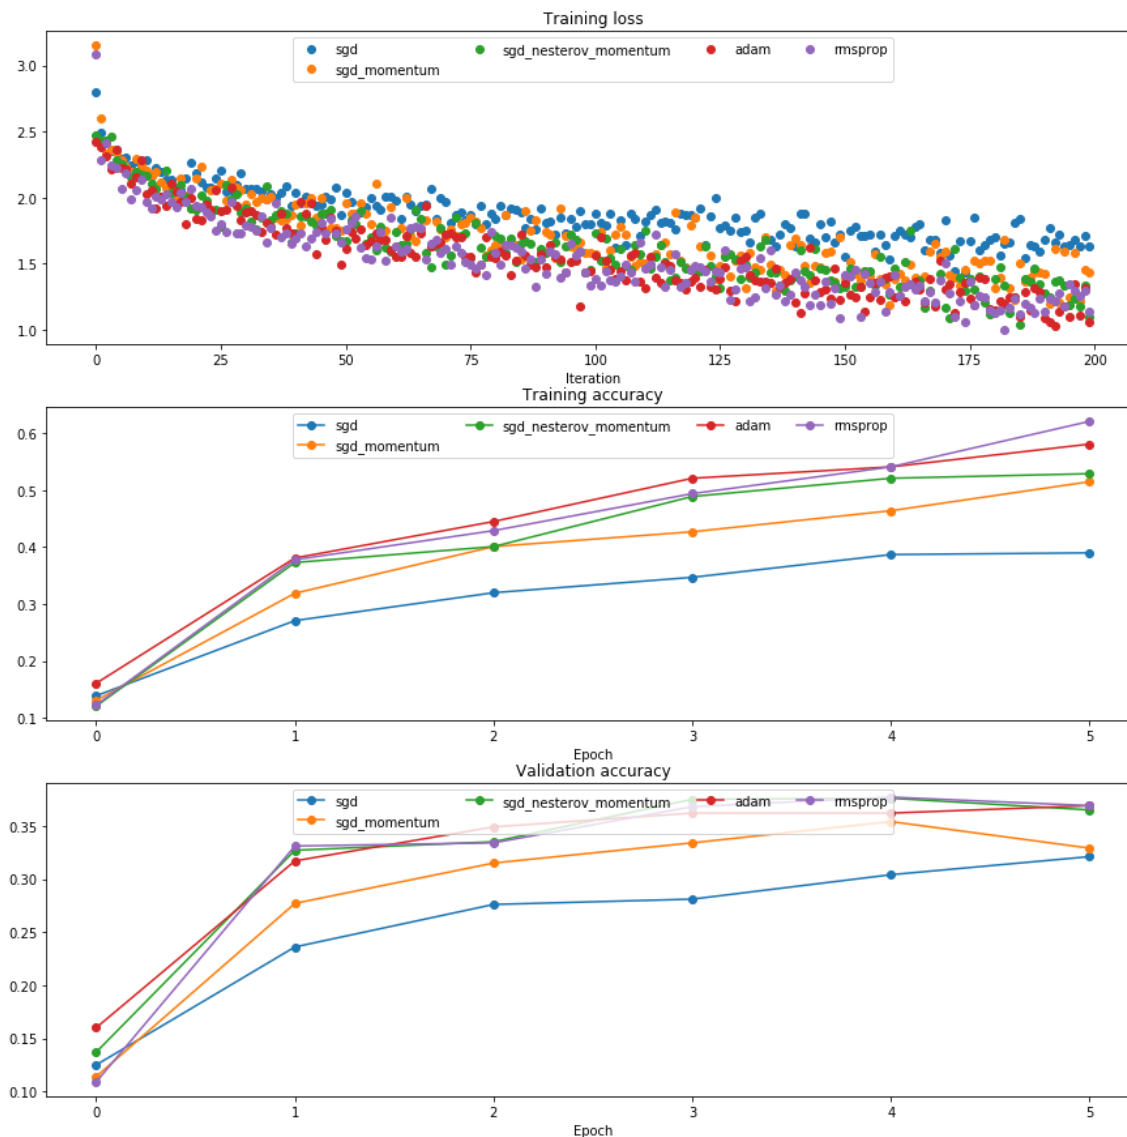 Training loss
sgd sgd_nesterov_momentum adam rmsprop
sgd_momentum
3.0
2.5
2.0
1.5
1.0
0 25 50 75 100 125 150 175 200
Iteration
Training accuracy
sgd sgd_nesterov_momentum adam rmsprop
sgd_momentum
0.6
0.5
0.4
0.3
0.2
0.1
0 1 2 3 4 5
Epoch
Validation accuracy
sgd sgd_nesterov_momentum adam rmsprop
sgd_momentum
0.35
0.30
0.25
0.20
0.15
0.10
0 1 2 3 4 5
Epoch